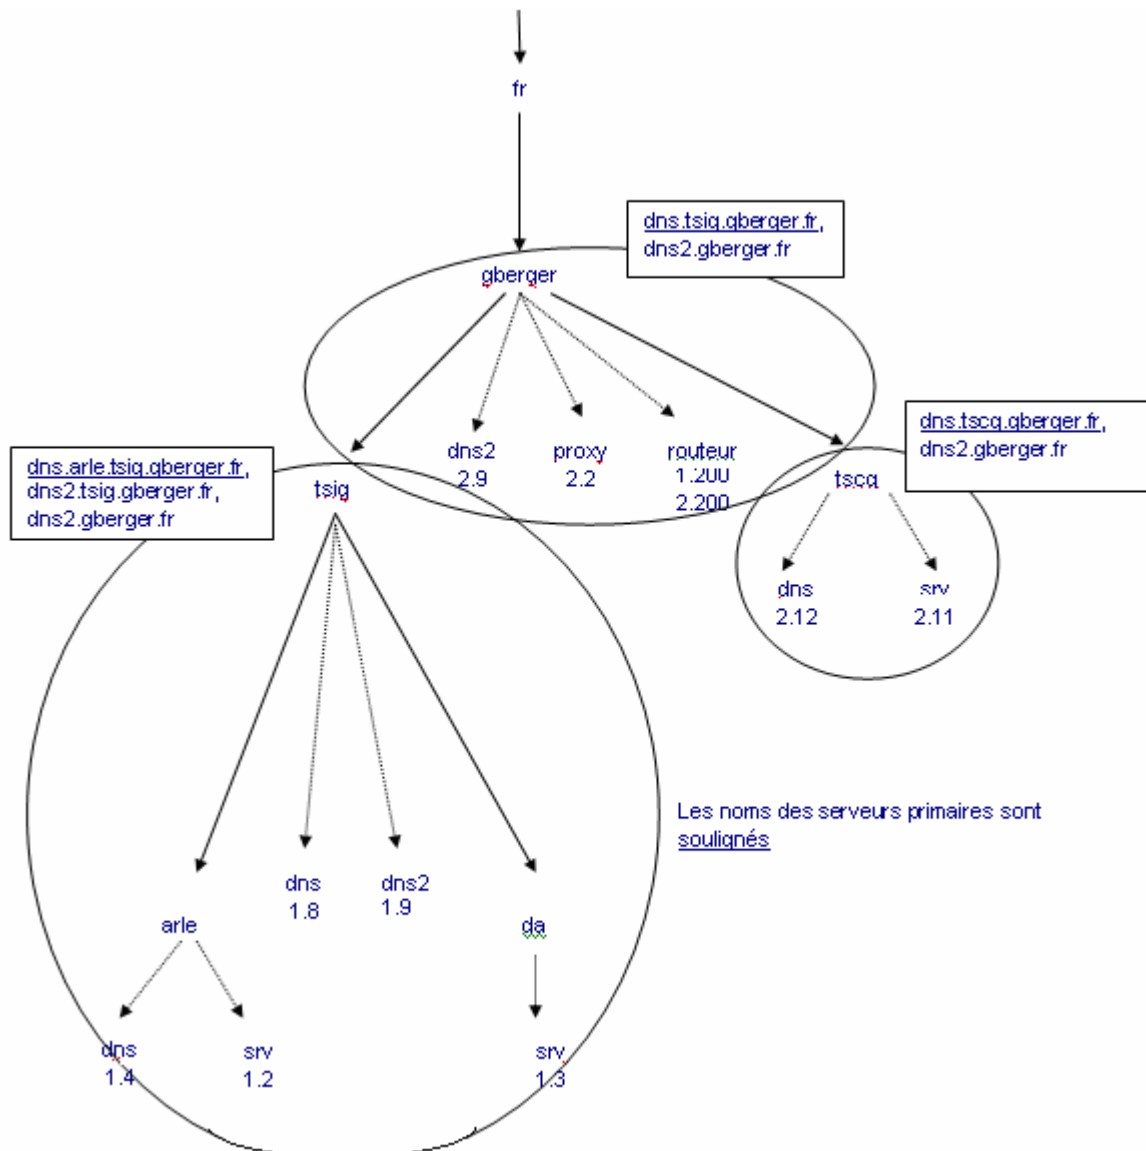 fr
dns.tsig.gberger.fr,
dns2.gberger.fr
gberger
dns.tscg.gberger.fr,
dns2.gberger.fr
dns2
2.9
proxy
2.2
routeur
1.200
2.200
dns.arle.tsig.gberger.fr,
dns2.tsig.gberger.fr,
dns2.gberger.fr
tsig
tscg
dns
2.12
srv
2.11
Les noms des serveurs primaires sont
soulignés
dns
1.8
dns2
1.9
arle
da
dns
1.4
srv
1.2
srv
1.3